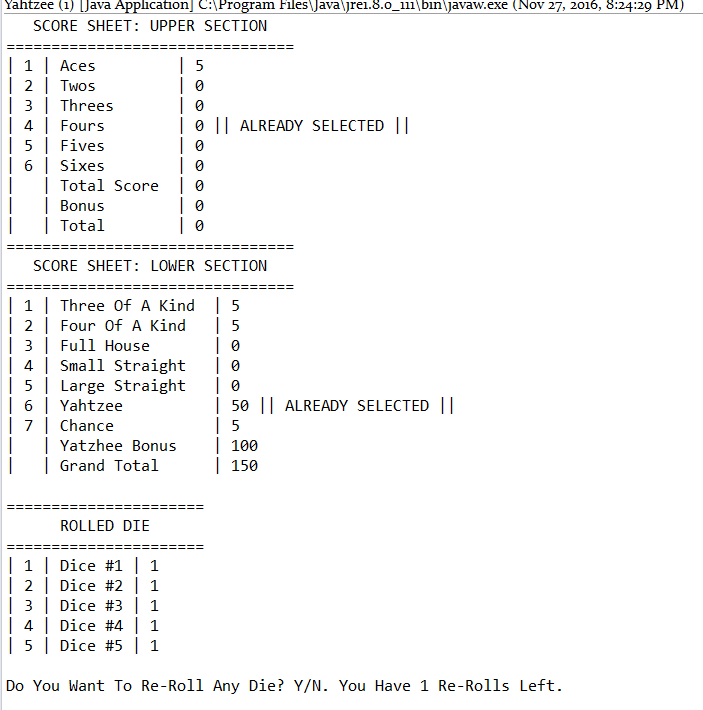 Yahtzee (1) [Java Application] C:\Program Files\Java\jre1.8.0_111\bin\javaw.exe (Nov 27, 2016, 8:24:29 PM)
SCORE SHEET: UPPER SECTION
================================
| 1 | Aces | 5
| 2 | Twos | 0
| 3 | Threes | 0
| 4 | Fours | 0 || ALREADY SELECTED ||
| 5 | Fives | 0
| 6 | Sixes | 0
| | Total Score | 0
| | Bonus | 0
| | Total | 0
================================
SCORE SHEET: LOWER SECTION
================================
| 1 | Three Of A Kind | 5
| 2 | Four Of A Kind | 5
| 3 | Full House | 0
| 4 | Small Straight | 0
| 5 | Large Straight | 0
| 6 | Yahtzee | 50 || ALREADY SELECTED ||
| 7 | Chance | 5
| | Yatzhee Bonus | 100
| | Grand Total | 150
======================
ROLLED DIE
======================
| 1 | Dice #1 | 1
| 2 | Dice #2 | 1
| 3 | Dice #3 | 1
| 4 | Dice #4 | 1
| 5 | Dice #5 | 1
Do You Want To Re-Roll Any Die? Y/N. You Have 1 Re-Rolls Left.